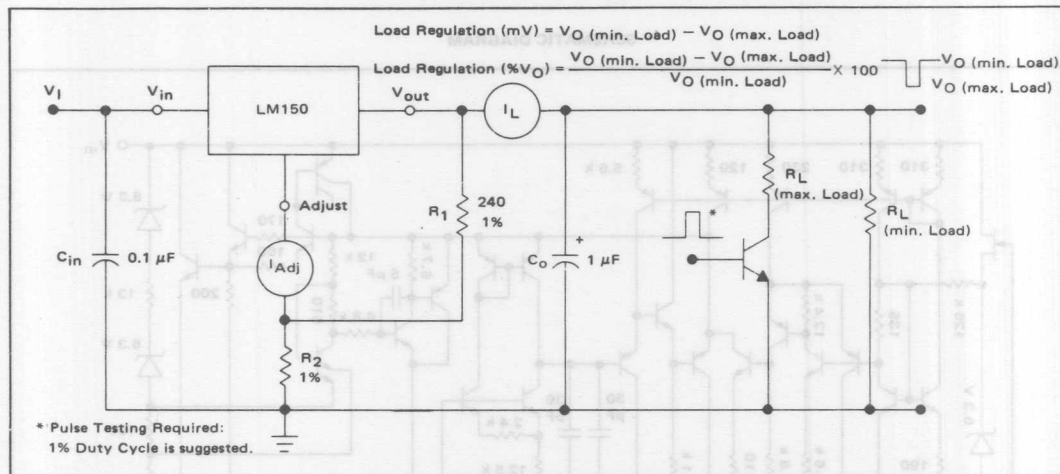 Load Regulation (mV) = VO (min. Load) − VO (max. Load)
Load Regulation (%VO) = VO (min. Load) − VO (max. Load) / VO (min. Load) X 100
VO (min. Load)
VO (max. Load)
VI
Vin
LM150
Vout
IL
Adjust
R1
240
1%
RL
(max. Load)
RL
(min. Load)
*
Cin
0.1 µF
IAdj
+
Co
1 µF
R2
1%
* Pulse Testing Required:
1% Duty Cycle is suggested.